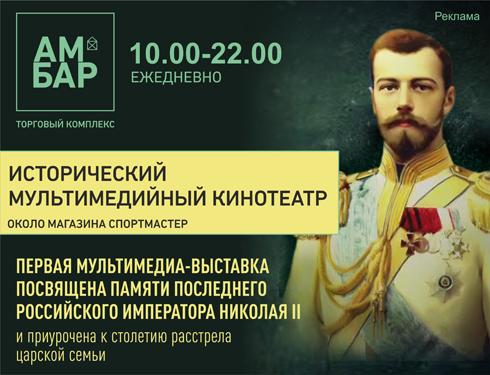 Реклама
АМ
БАР
ТОРГОВЫЙ КОМПЛЕКС
10.00-22.00
ЕЖЕДНЕВНО
ИСТОРИЧЕСКИЙ
МУЛЬТИМЕДИЙНЫЙ КИНОТЕАТР
ОКОЛО МАГАЗИНА СПОРТМАСТЕР
ПЕРВАЯ МУЛЬТИМЕДИА-ВЫСТАВКА
ПОСВЯЩЕНА ПАМЯТИ ПОСЛЕДНЕГО
РОССИЙСКОГО ИМПЕРАТОРА НИКОЛАЯ II
и приурочена к столетию расстрела
царской семьи